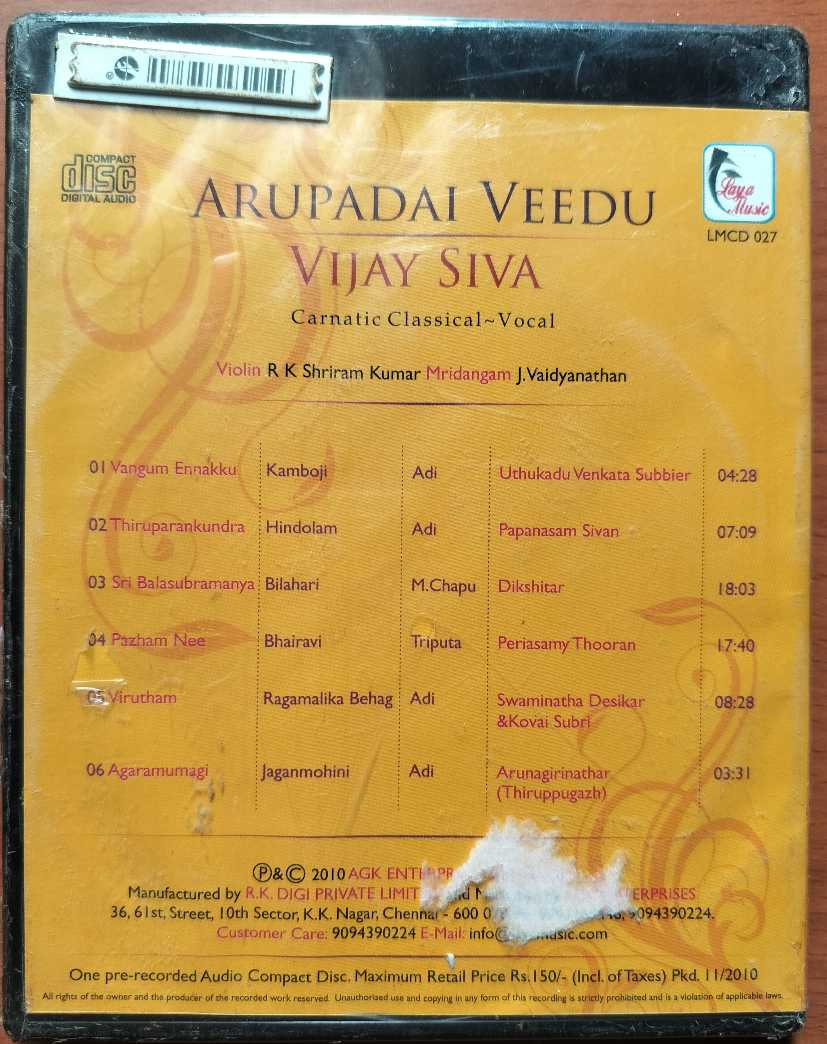 COMPACT
disc
DIGITAL AUDIO
ARUPADAI VEEDU
Laya
Music
LMCD 027
VIJAY SIVA
Carnatic Classical~Vocal
Violin R K Shriram Kumar Mridangam J.Vaidyanathan
01 Vangum Ennakku Kamboji Adi Uthukadu Venkata Subbier 04:28
02 Thiruparankundra Hindolam Adi Papanasam Sivan 07:09
03 Sri Balasubramanya Bilahari M.Chapu Dikshitar 18:03
04 Pazham Nee Bhairavi Triputa Periasamy Thooran 17:40
05 Virutham Ragamalika Behag Adi Swaminatha Desikar 08:28
&Kovai Subri
06 Agaramumagi Jaganmohini Adi Arunagirinathar 03:31
(Thiruppugazh)
℗&© 2010 AGK
Manufactured by R.K. DIGI PRIVATE
36, 61st, Street, 10th Sector, K.K. Nagar, Chennai - 600 9094390224.
Customer Care: 9094390224 E-Mail:
One pre-recorded Audio Compact Disc. Maximum Retail Price Rs.150/- (Incl. of Taxes) Pkd. 11/2010
All rights of the owner and the producer of the recorded work reserved. Unauthorised use and copying in any form of this recording is strictly prohibited and is a violation of applicable laws.